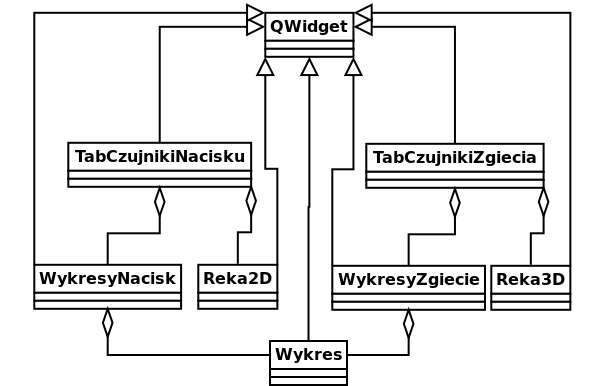 QWidget
TabCzujnikiNacisku
TabCzujnikiZgiecia
WykresyNacisk
Reka2D
WykresyZgiecie
Reka3D
Wykres